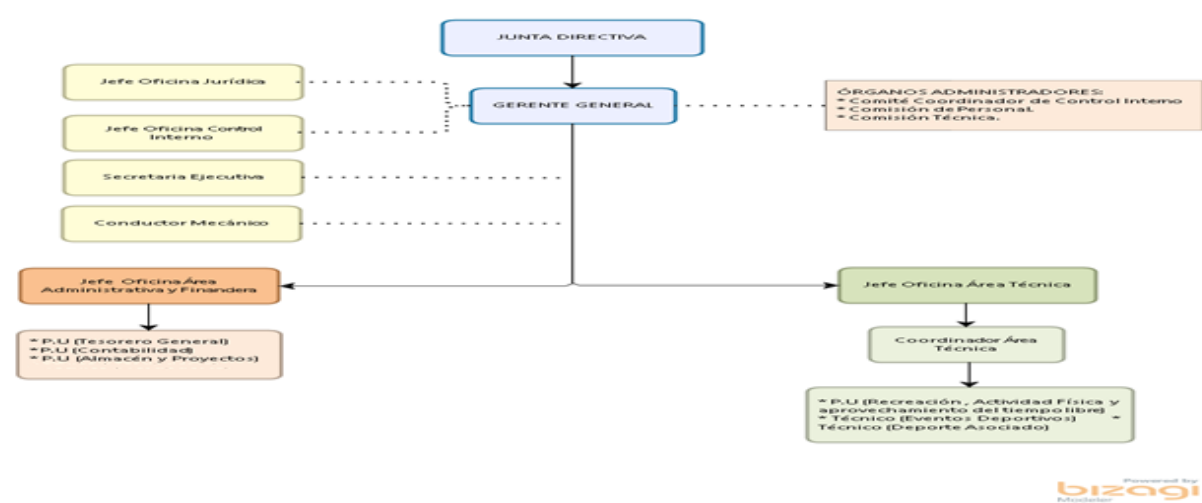 JUNTA DIRECTIVA
Jefe Oficina Jurídica
GERENTE GENERAL
ÓRGANOS ADMINISTRADORES:
* Comité Coordinador de Control Interno
* Comisión de Personal.
* Comisión Técnica.
Jefe Oficina Control
Interno
Secretaria Ejecutiva
Conductor Mecánico
Jefe Oficina Área
Administrativa y Financiera
* P.U (Tesorero General)
* P.U (Contabilidad)
* P.U (Almacén y Proyectos)
Jefe Oficina Área Técnica
Coordinador Área
Técnica
* P.U (Recreación , Actividad Física y
aprovechamiento del tiempo libre)
* Técnico (Eventos Deportivos) *
Técnico (Deporte Asociado)
Powered by
bizagi
Modeler